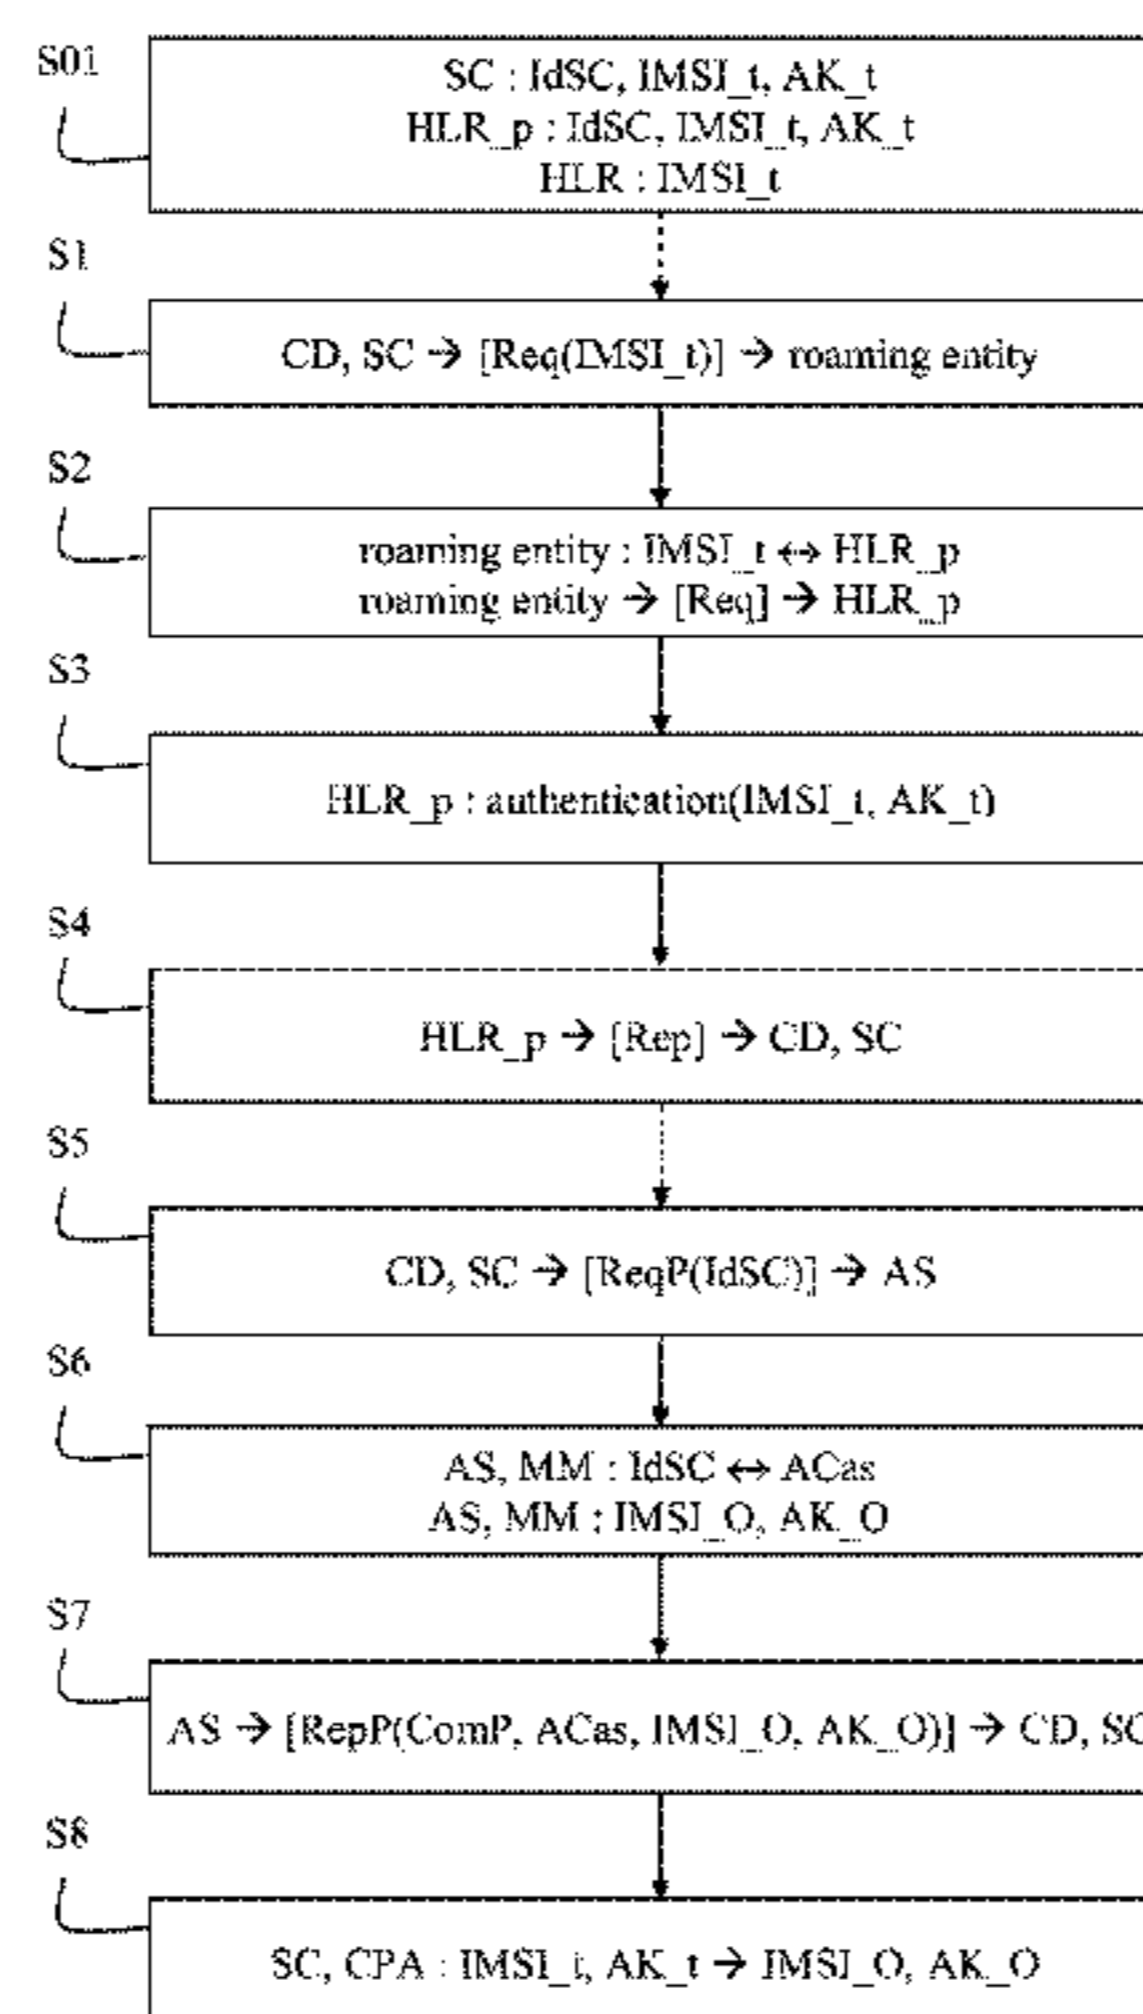 S01
SC : IdSC, IMSI_t, AK_t
HLR_p : IdSC, IMSI_t, AK_t
HLR : IMSI_t
S1
CD, SC → [Req(IMSI_t)] → roaming entity
S2
roaming entity : IMSI_t ↔ HLR_p
roaming entity → [Req] → HLR_p
S3
HLR_p : authentication(IMSI_t, AK_t)
S4
HLR_p → [Rep] → CD, SC
S5
CD, SC → [ReqP(IdSC)] → AS
S6
AS, MM : IdSC ↔ ACas
AS, MM : IMSI_O, AK_O
S7
AS → [RepP(ComP, ACas, IMSI_O, AK_O)] → CD, SC
S8
SC, CPA : IMSI_t, AK_t → IMSI_O, AK_O